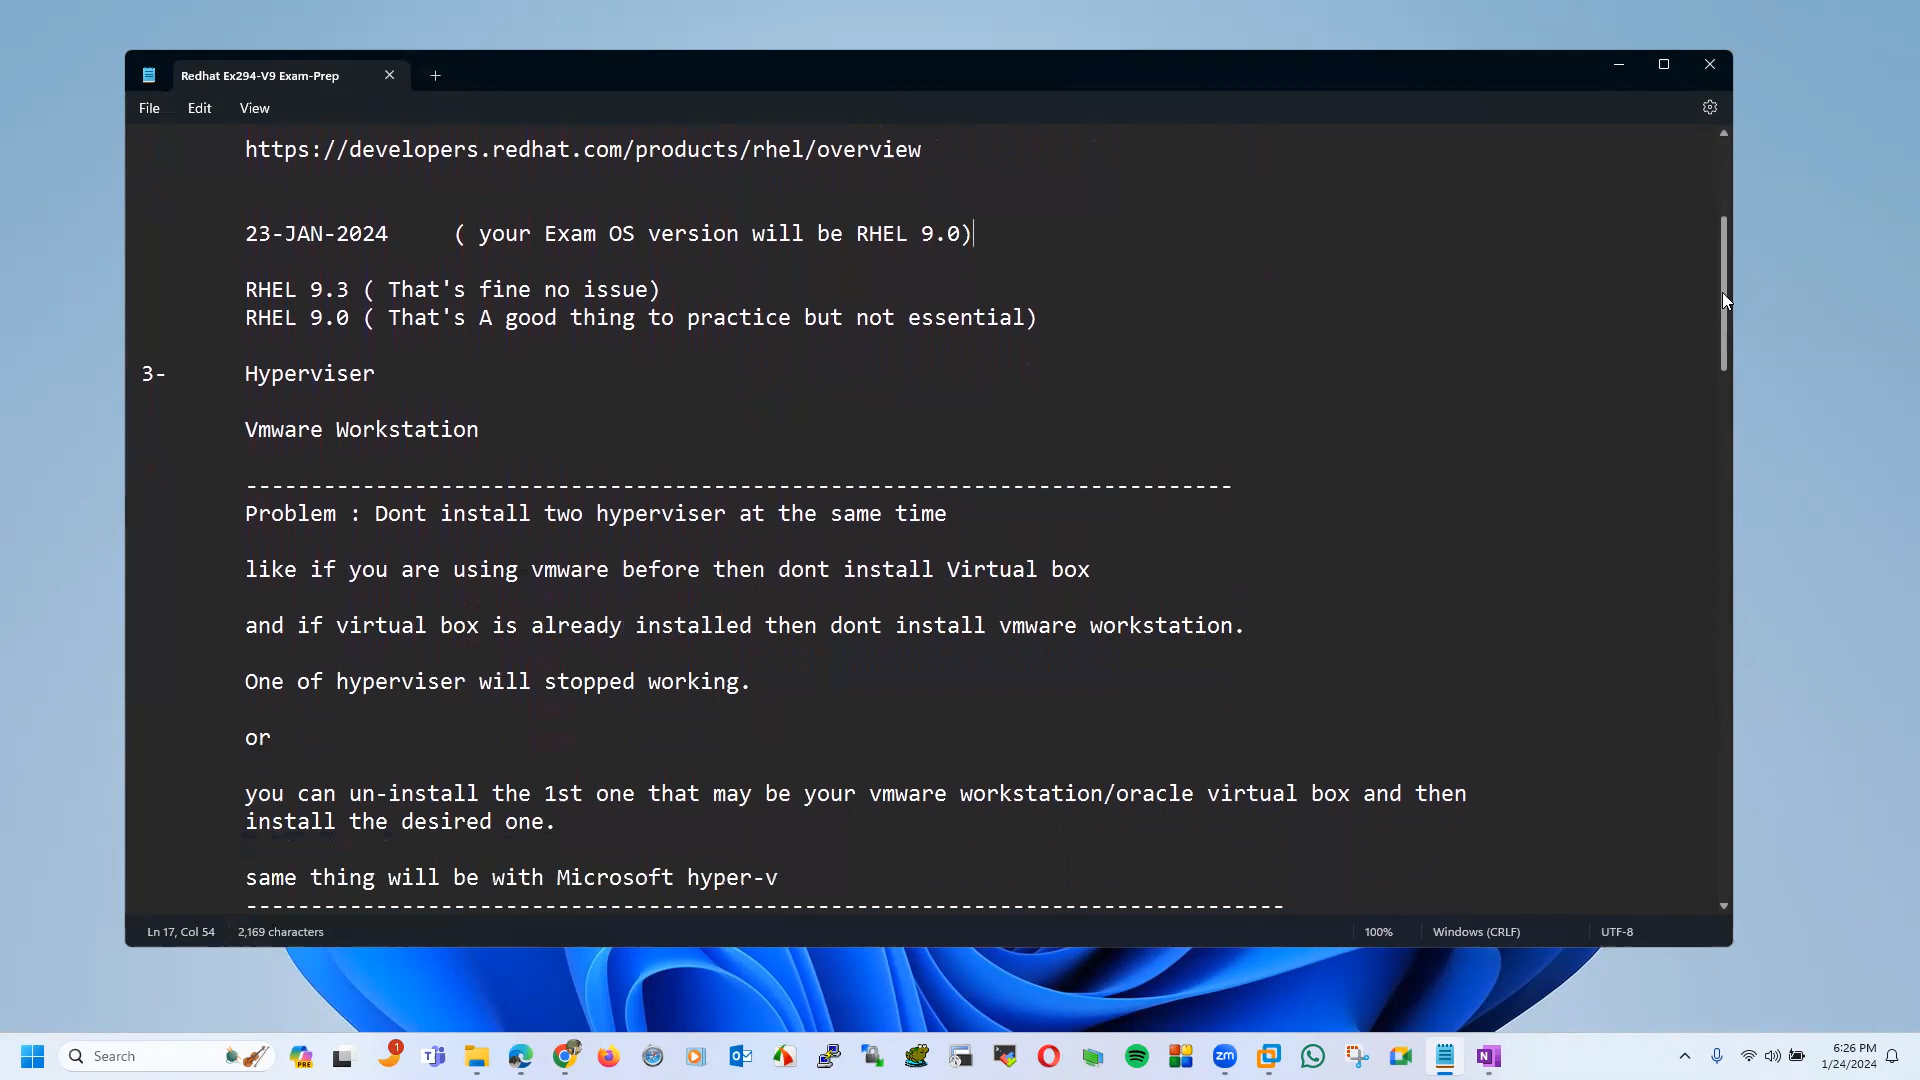 Redhat Ex294-V9 Exam-Prep
File Edit View
https://developers.redhat.com/products/rhel/overview
23-JAN-2024 ( your Exam OS version will be RHEL 9.0)
RHEL 9.3 ( That's fine no issue)
RHEL 9.0 ( That's A good thing to practice but not essential)
3- Hyperviser
Vmware Workstation
----------------------------------------------------------------------------
Problem : Dont install two hyperviser at the same time
like if you are using vmware before then dont install Virtual box
and if virtual box is already installed then dont install vmware workstation.
One of hyperviser will stopped working.
or
you can un-install the 1st one that may be your vmware workstation/oracle virtual box and then
install the desired one.
same thing will be with Microsoft hyper-v
--------------------------------------------------------------------------------
Ln 17, Col 54 2,169 characters 100% Windows (CRLF) UTF-8
Search PRE 1 zm N 6:26 PM
1/24/2024